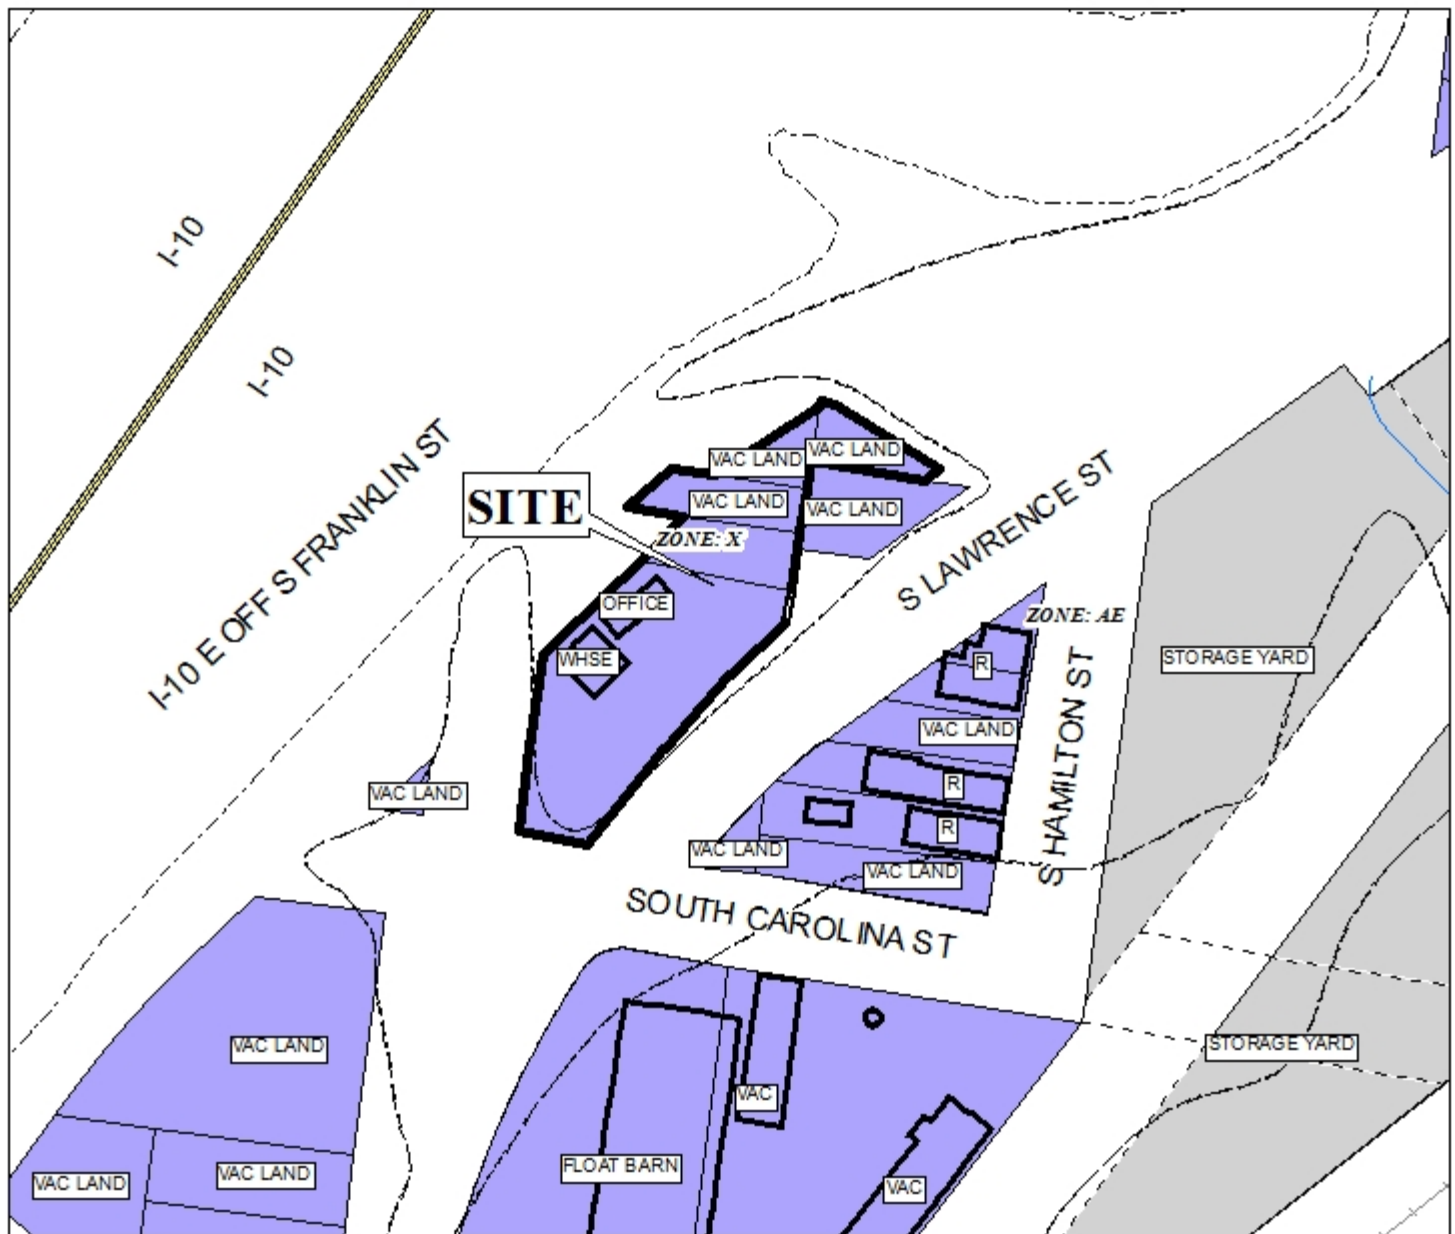 I-10
I-10
I-10 E OFF S FRANKLIN ST
VAC LAND
VAC LAND
SITE
VAC LAND
VAC LAND
ZONE: X
S LAWRENCE ST
OFFICE
ZONE: AE
WHSE
R
STORAGE YARD
VAC LAND
S HAMILTON ST
R
VAC LAND
R
VAC LAND
VAC LAND
SOUTH CAROLINA ST
VAC LAND
STORAGE YARD
VAC
FLOAT BARN
VAC LAND
VAC LAND
VAC